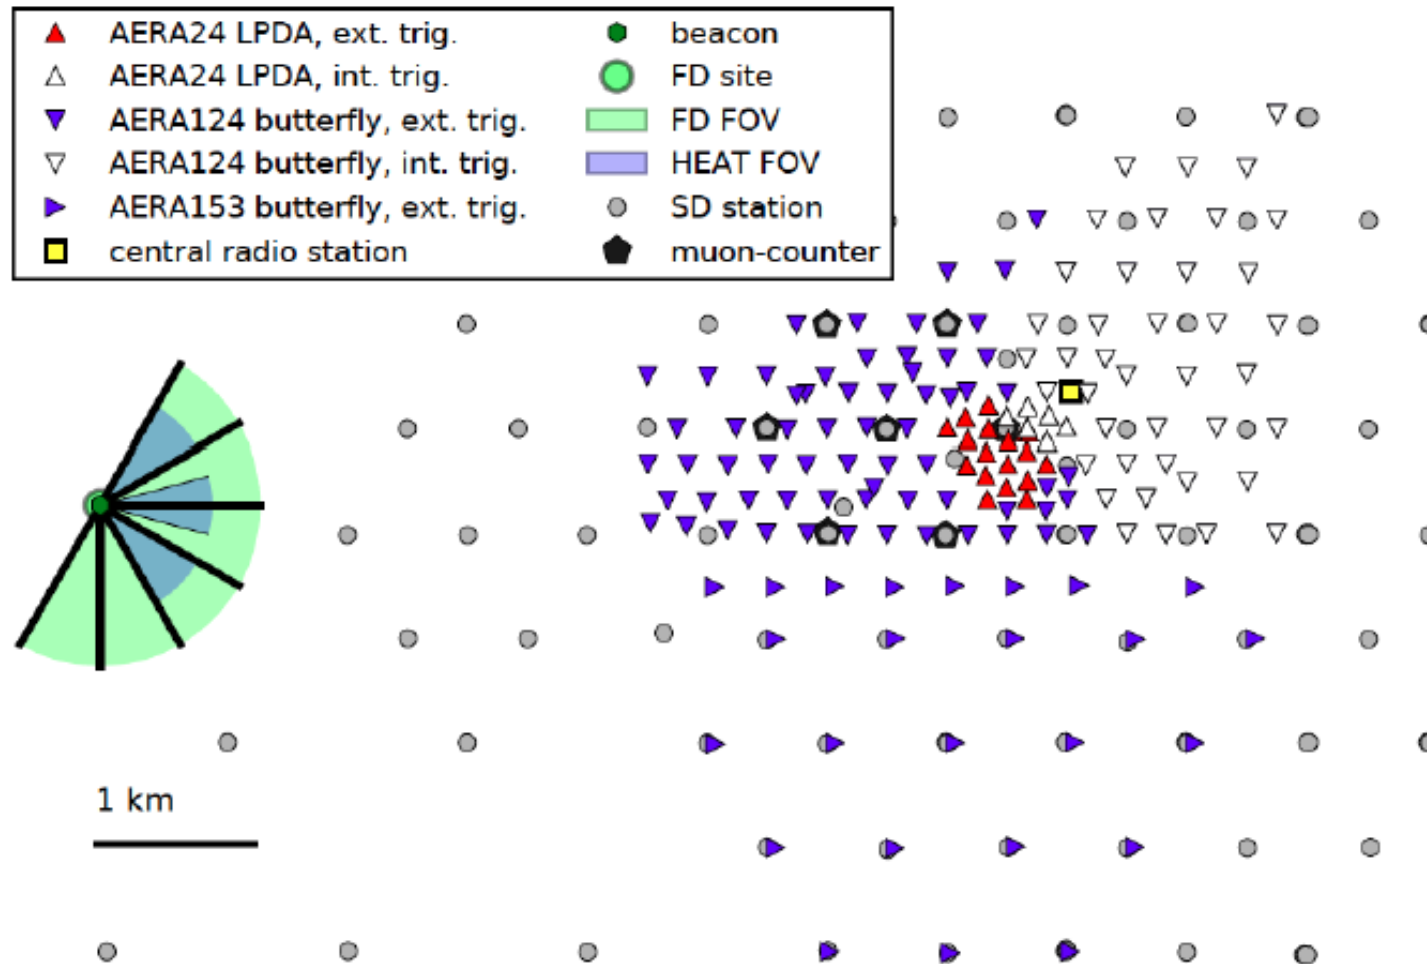 AERA24 LPDA, ext. trig.
AERA24 LPDA, int. trig.
AERA124 butterfly, ext. trig.
AERA124 butterfly, int. trig.
AERA153 butterfly, ext. trig.
central radio station
beacon
FD site
FD FOV
HEAT FOV
SD station
muon-counter
1 km